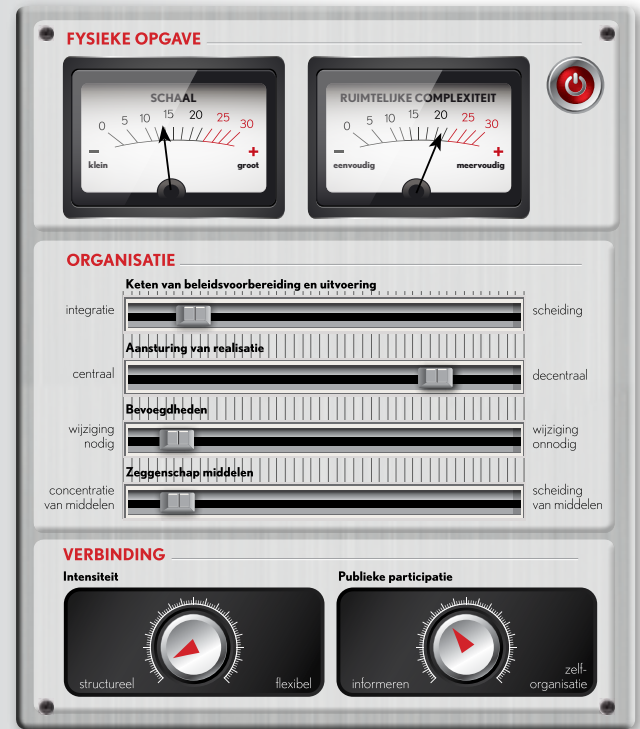 FYSIEKE OPGAVE
SCHAAL
0 5 10 15 20 25 30
– +
klein groot
RUIMTELIJKE COMPLEXITEIT
0 5 10 15 20 25 30
– +
eenvoudig meervoudig
ORGANISATIE
Keten van beleidsvoorbereiding en uitvoering
integratie scheiding
Aansturing van realisatie
centraal decentraal
Bevoegdheden
wijziging
nodig
wijziging
onnodig
Zeggenschap middelen
concentratie
van middelen
scheiding
van middelen
VERBINDING
Intensiteit
structureel flexibel
Publieke participatie
informeren
zelf-
organisatie